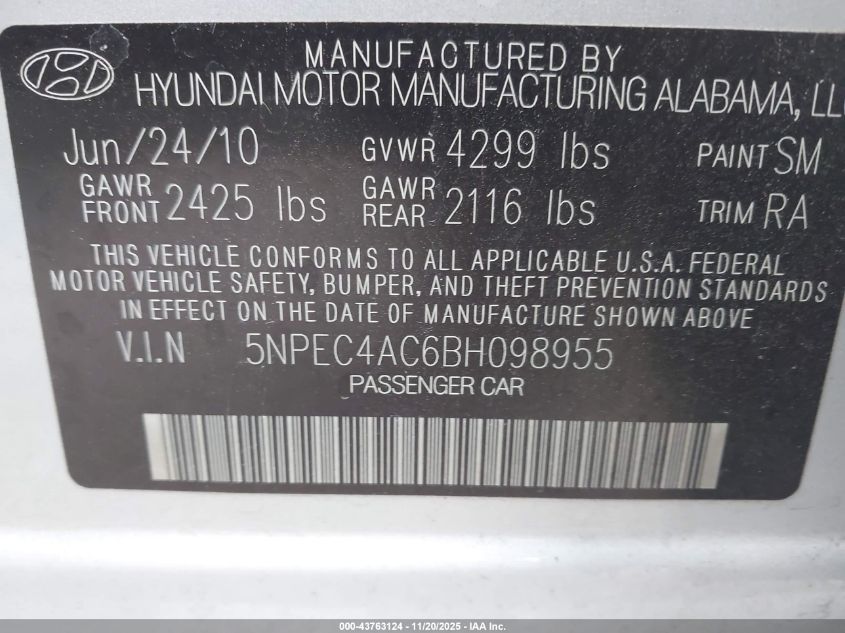 MANUFACTURED BY
HYUNDAI MOTOR MANUFACTURING ALABAMA, LLC
Jun/24/10 GVWR 4299 lbs PAINT SM
GAWR FRONT 2425 lbs GAWR REAR 2116 lbs TRIM RA
THIS VEHICLE CONFORMS TO ALL APPLICABLE U.S.A. FEDERAL
MOTOR VEHICLE SAFETY, BUMPER, AND THEFT PREVENTION STANDARDS
IN EFFECT ON THE DATE OF MANUFACTURE SHOWN ABOVE
V.I.N 5NPEC4AC6BH098955
PASSENGER CAR
000-43763124 - 11/20/2025 - IAA Inc.